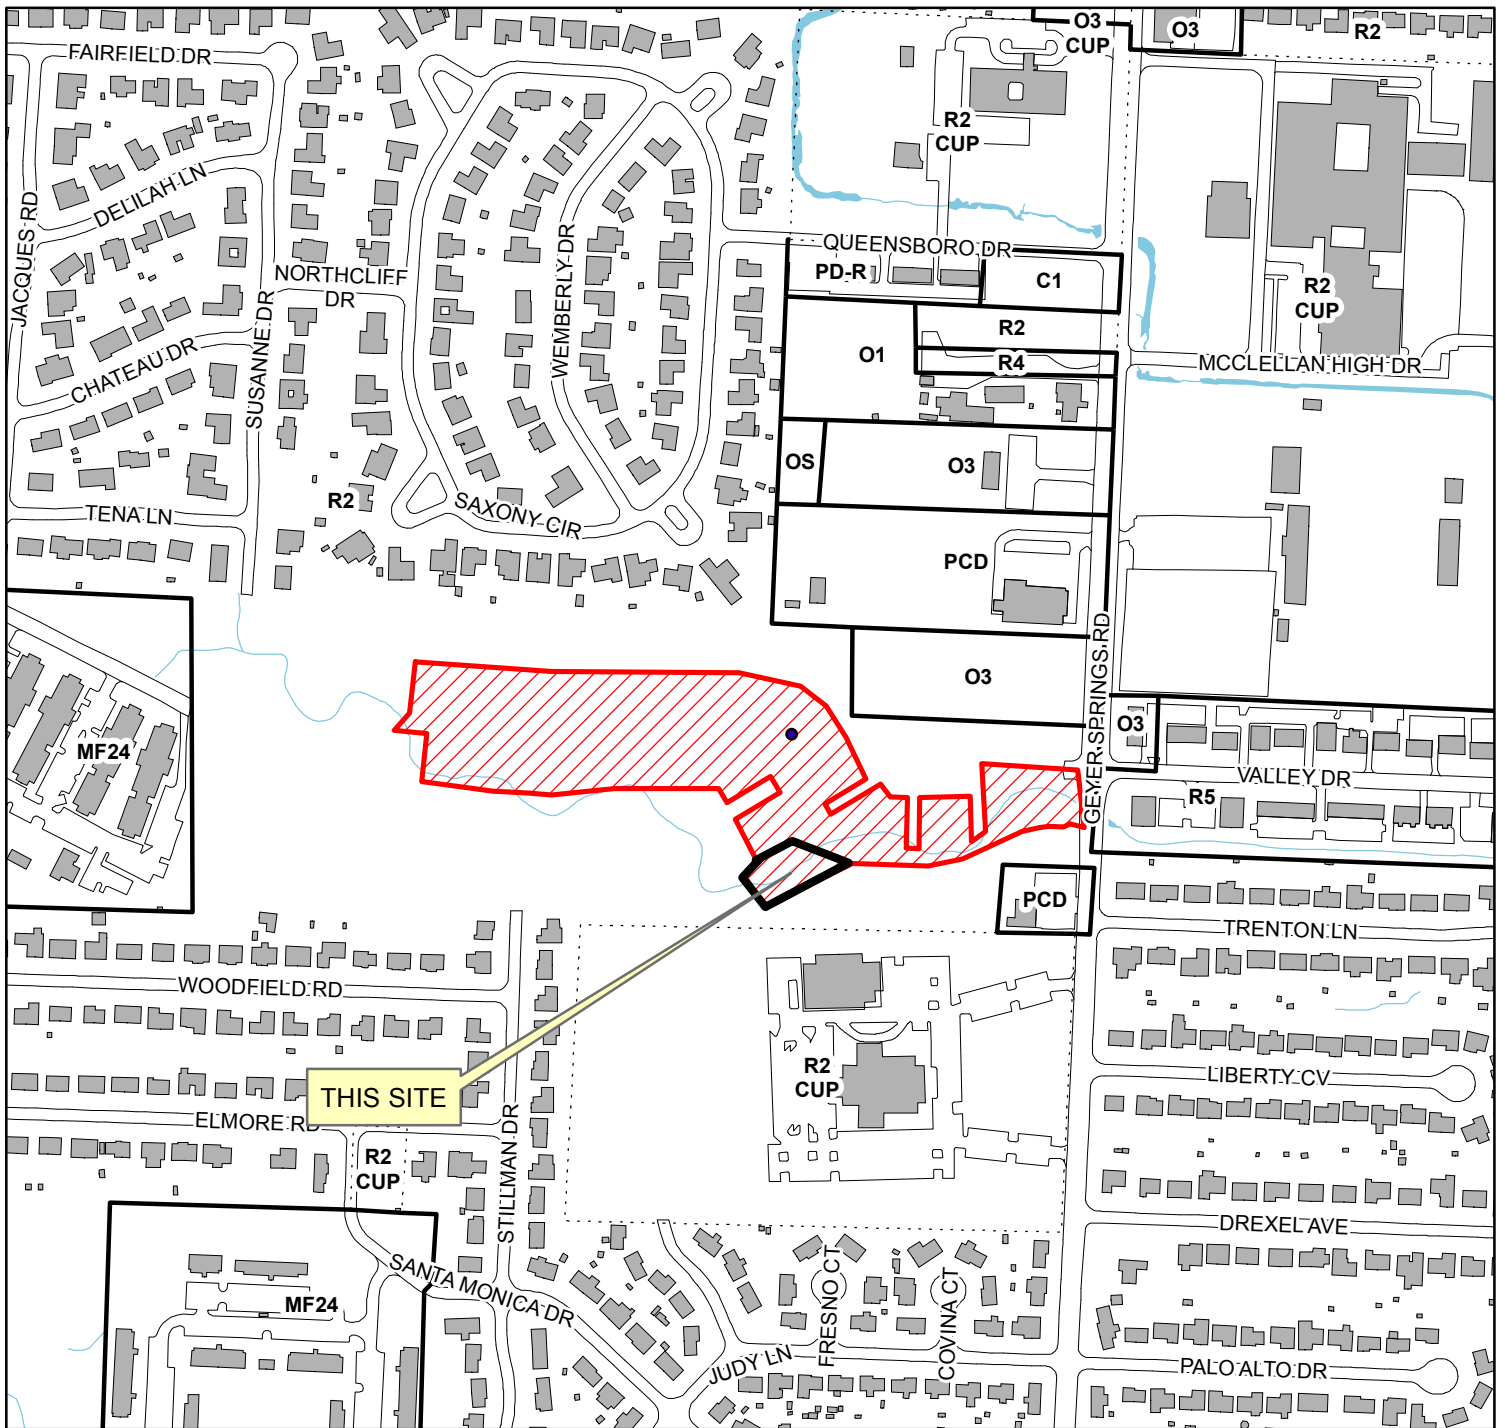 O3
CUP
O3
R2
FAIRFIELD DR
R2
CUP
DELILAH LN
JACQUES RD
QUEENSBORO DR
NORTHCLIFF
DR
WEMBERLY DR
PD-R
C1
R2
CUP
SUSANNE DR
R2
O1
R4
MCCLELLAN HIGH DR
CHATEAU DR
OS
O3
R2
SAXONY CIR
TENA LN
PCD
GEYER SPRINGS RD
O3
O3
MF24
VALLEY DR
R5
PCD
TRENTON LN
WOODFIELD RD
R2
CUP
LIBERTY CV
THIS SITE
ELMORE RD
STILLMAN DR
R2
CUP
DREXEL AVE
SANTA MONICA DR
MF24
FRESNO CT
COVINA CT
JUDY LN
PALO ALTO DR